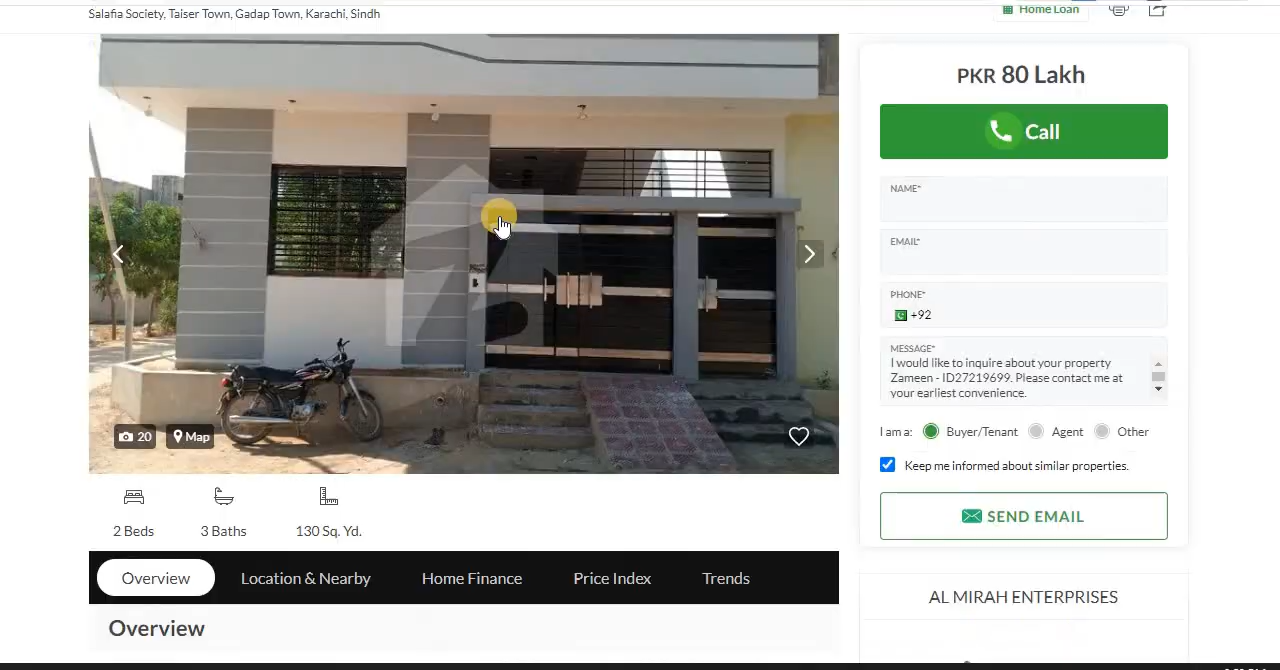 Salafia Society, Taiser Town, Gadap Town, Karachi, Sindh
Home Loan
PKR 80 Lakh
Call
NAME*
EMAIL*
PHONE*
+92
MESSAGE*
I would like to inquire about your property
Zameen - ID27219699. Please contact me at
your earliest convenience.
I am a: Buyer/Tenant Agent Other
Keep me informed about similar properties.
SEND EMAIL
20 Map
2 Beds 3 Baths 130 Sq. Yd.
Overview Location & Nearby Home Finance Price Index Trends
Overview
AL MIRAH ENTERPRISES